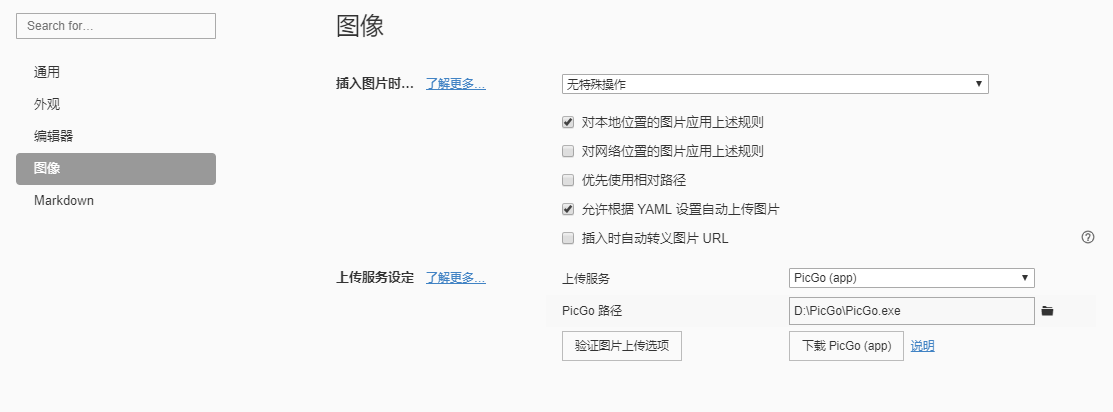 Search for...
通用
外观
编辑器
图像
Markdown
图像
插入图片时... 了解更多... 无特殊操作
对本地位置的图片应用上述规则
对网络位置的图片应用上述规则
优先使用相对路径
允许根据 YAML 设置自动上传图片
插入时自动转义图片 URL
上传服务设定 了解更多... 上传服务 PicGo (app)
PicGo 路径 D:\PicGo\PicGo.exe
验证图片上传选项 下载 PicGo (app) 说明